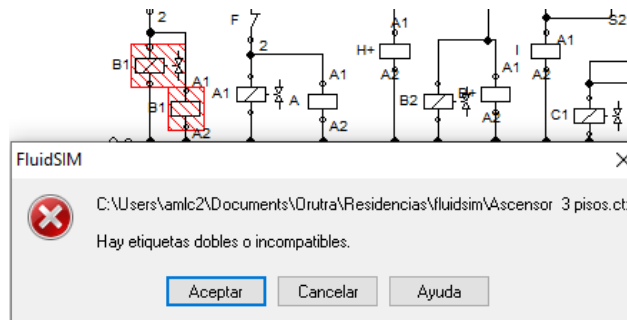 2
F
A1
S2
B1
2
H+
A1
I
A1
A1
A1
A1
B1
A2
A1
A
A2
A2
B2
A2
A2
C1
FluidSIM
C:\Users\amlc2\Documents\Orutra\Residencias\fluidsim\Ascensor 3 pisos.ct
Hay etiquetas dobles o incompatibles.
Aceptar
Cancelar
Ayuda